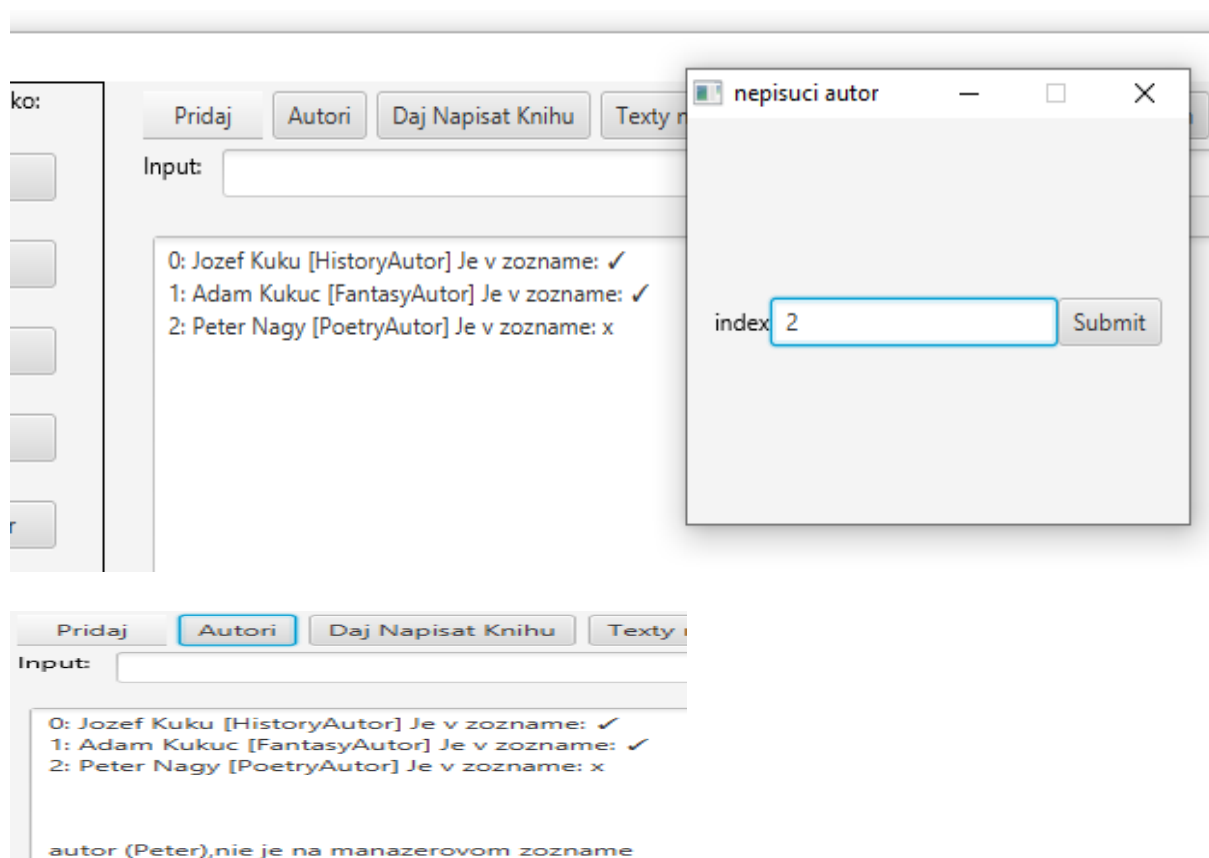 ko:
Pridaj Autori Daj Napisat Knihu Texty
Input:
0: Jozef Kuku [HistoryAutor] Je v zozname: ✓
1: Adam Kukuc [FantasyAutor] Je v zozname: ✓
2: Peter Nagy [PoetryAutor] Je v zozname: x
nepisuci autor
index 2 Submit
r
Pridaj Autori Daj Napisat Knihu Texty
Input:
0: Jozef Kuku [HistoryAutor] Je v zozname: ✓
1: Adam Kukuc [FantasyAutor] Je v zozname: ✓
2: Peter Nagy [PoetryAutor] Je v zozname: x
autor (Peter),nie je na manazerovom zozname